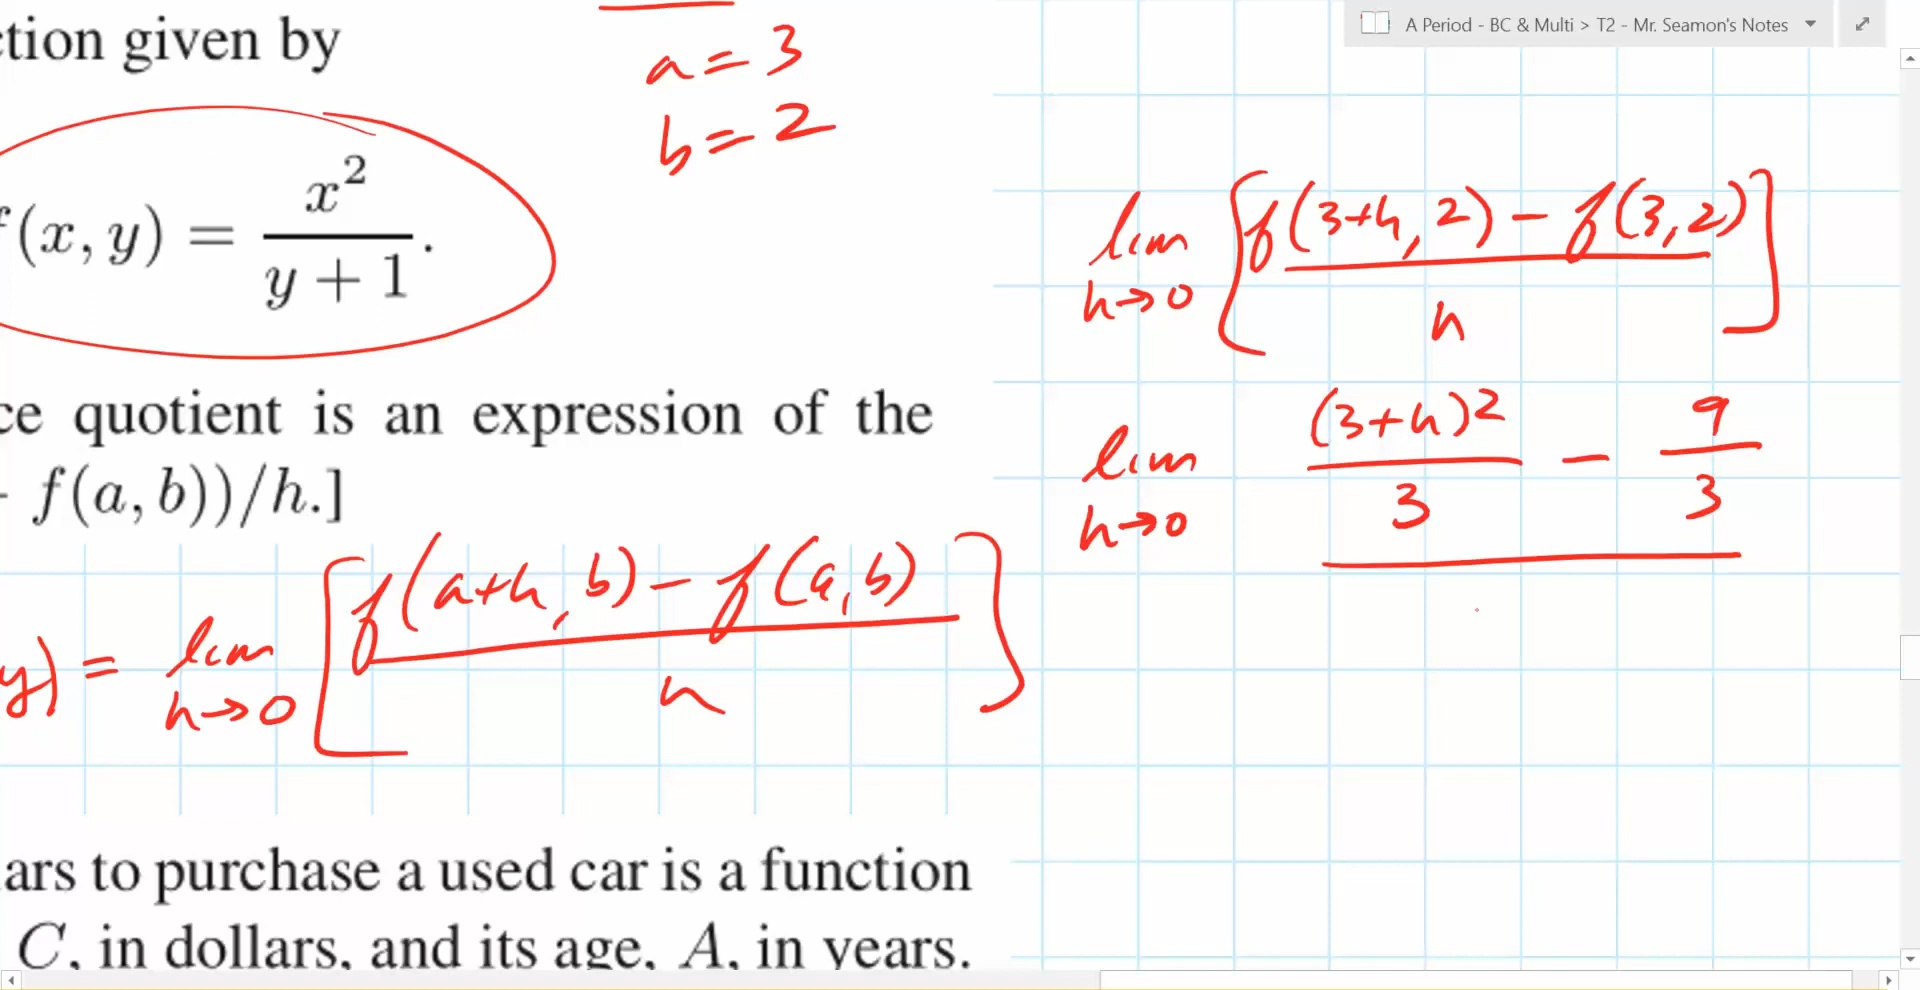 A Period - BC & Multi > T2 - Mr. Seamon's Notes
tion given by
a = 3
b = 2
f(x, y) = x² / (y + 1).
ce quotient is an expression of the
- f(a, b))/h.]
y) = lim h→0 [ (f(a+h, b) - f(a, b)) / h ]
lim h→0 [ (f(3+h, 2) - f(3, 2)) / h ]
lim h→0 (3+h)² / 3 - 9 / 3
ars to purchase a used car is a function
C, in dollars, and its age, A, in years.